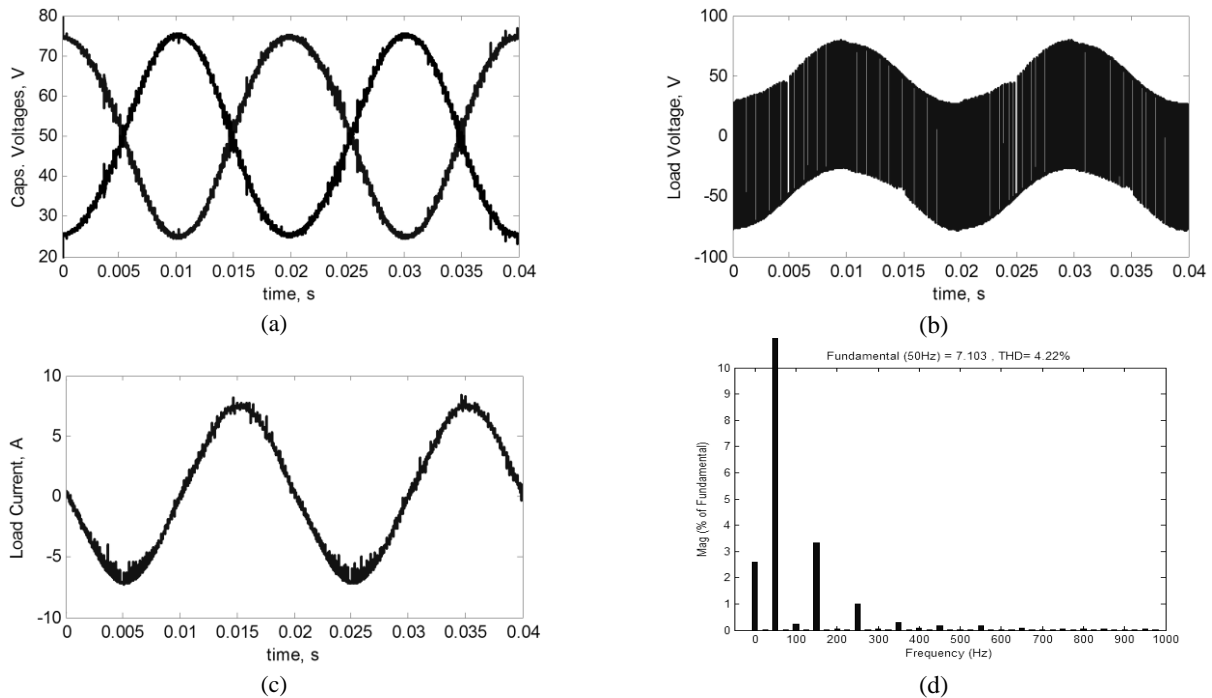 80
70
60
50
40
30
20
Caps. Voltages, V
0 0.005 0.01 0.015 0.02 0.025 0.03 0.035 0.04
time, s
(a)
100
50
0
-50
-100
Load Voltage, V
0 0.005 0.01 0.015 0.02 0.025 0.03 0.035 0.04
time, s
(b)
10
5
0
-5
-10
Load Current, A
0 0.005 0.01 0.015 0.02 0.025 0.03 0.035 0.04
time, s
(c)
Fundamental (50Hz) = 7.103 , THD= 4.22%
10
9
8
7
6
5
4
3
2
1
0
Mag (% of Fundamental)
0 100 200 300 400 500 600 700 800 900 1000
Frequency (Hz)
(d)